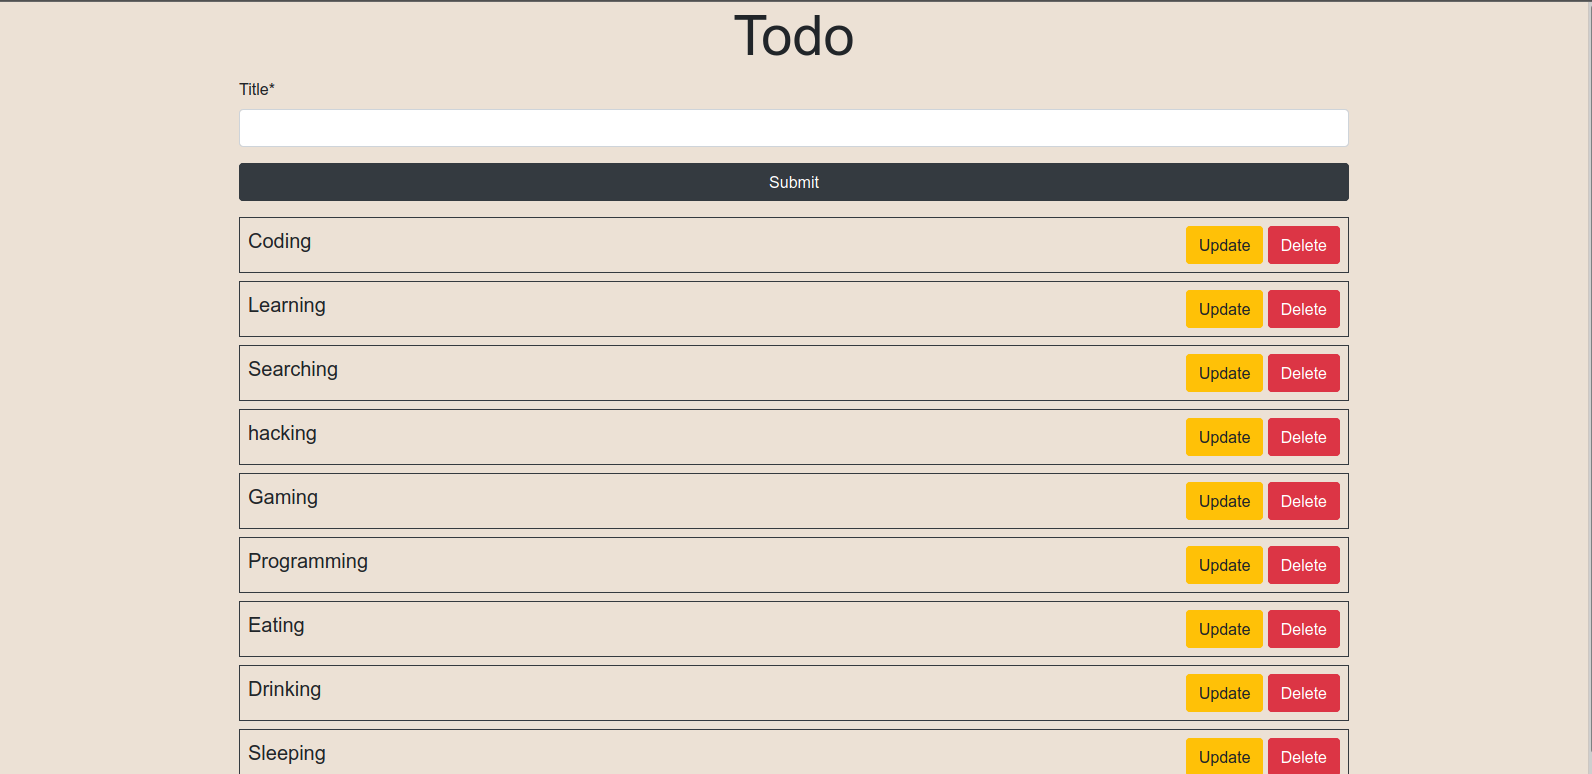 Todo
Title*
Submit
Coding Update Delete
Learning Update Delete
Searching Update Delete
hacking Update Delete
Gaming Update Delete
Programming Update Delete
Eating Update Delete
Drinking Update Delete
Sleeping Update Delete